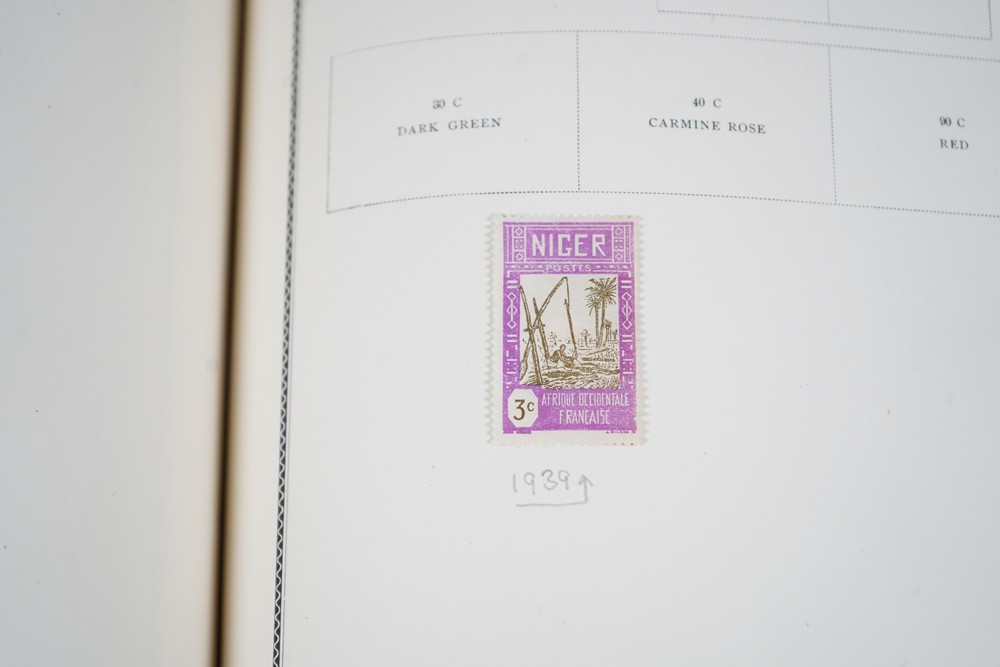 30 C
DARK GREEN
40 C
CARMINE ROSE
90 C
RED
NIGER
POSTES
3c
AFRIQUE OCCIDENTALE
FRANÇAISE
1939